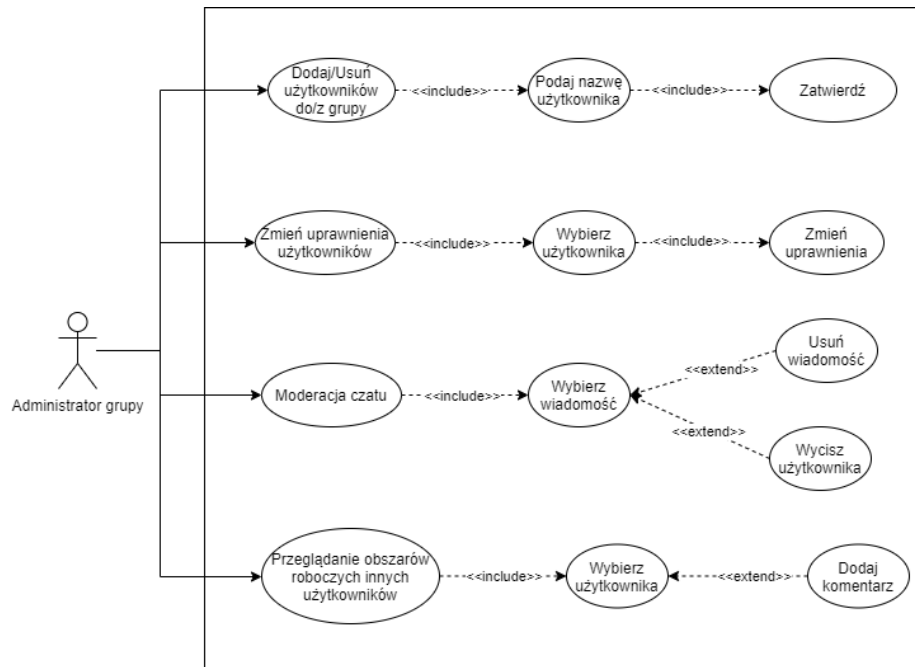 Dodaj/Usuń
użytkowników
do/z grupy
<<include>>
Podaj nazwę
użytkownika
<<include>>
Zatwierdź
Zmień uprawnienia
użytkowników
<<include>>
Wybierz
użytkownika
<<include>>
Zmień
uprawnienia
Administrator grupy
Moderacja czatu
<<include>>
Wybierz
wiadomość
<<extend>>
Usuń
wiadomość
<<extend>>
Wycisz
użytkownika
Przeglądanie obszarów
roboczych innych
użytkowników
<<include>>
Wybierz
użytkownika
<<extend>>
Dodaj
komentarz